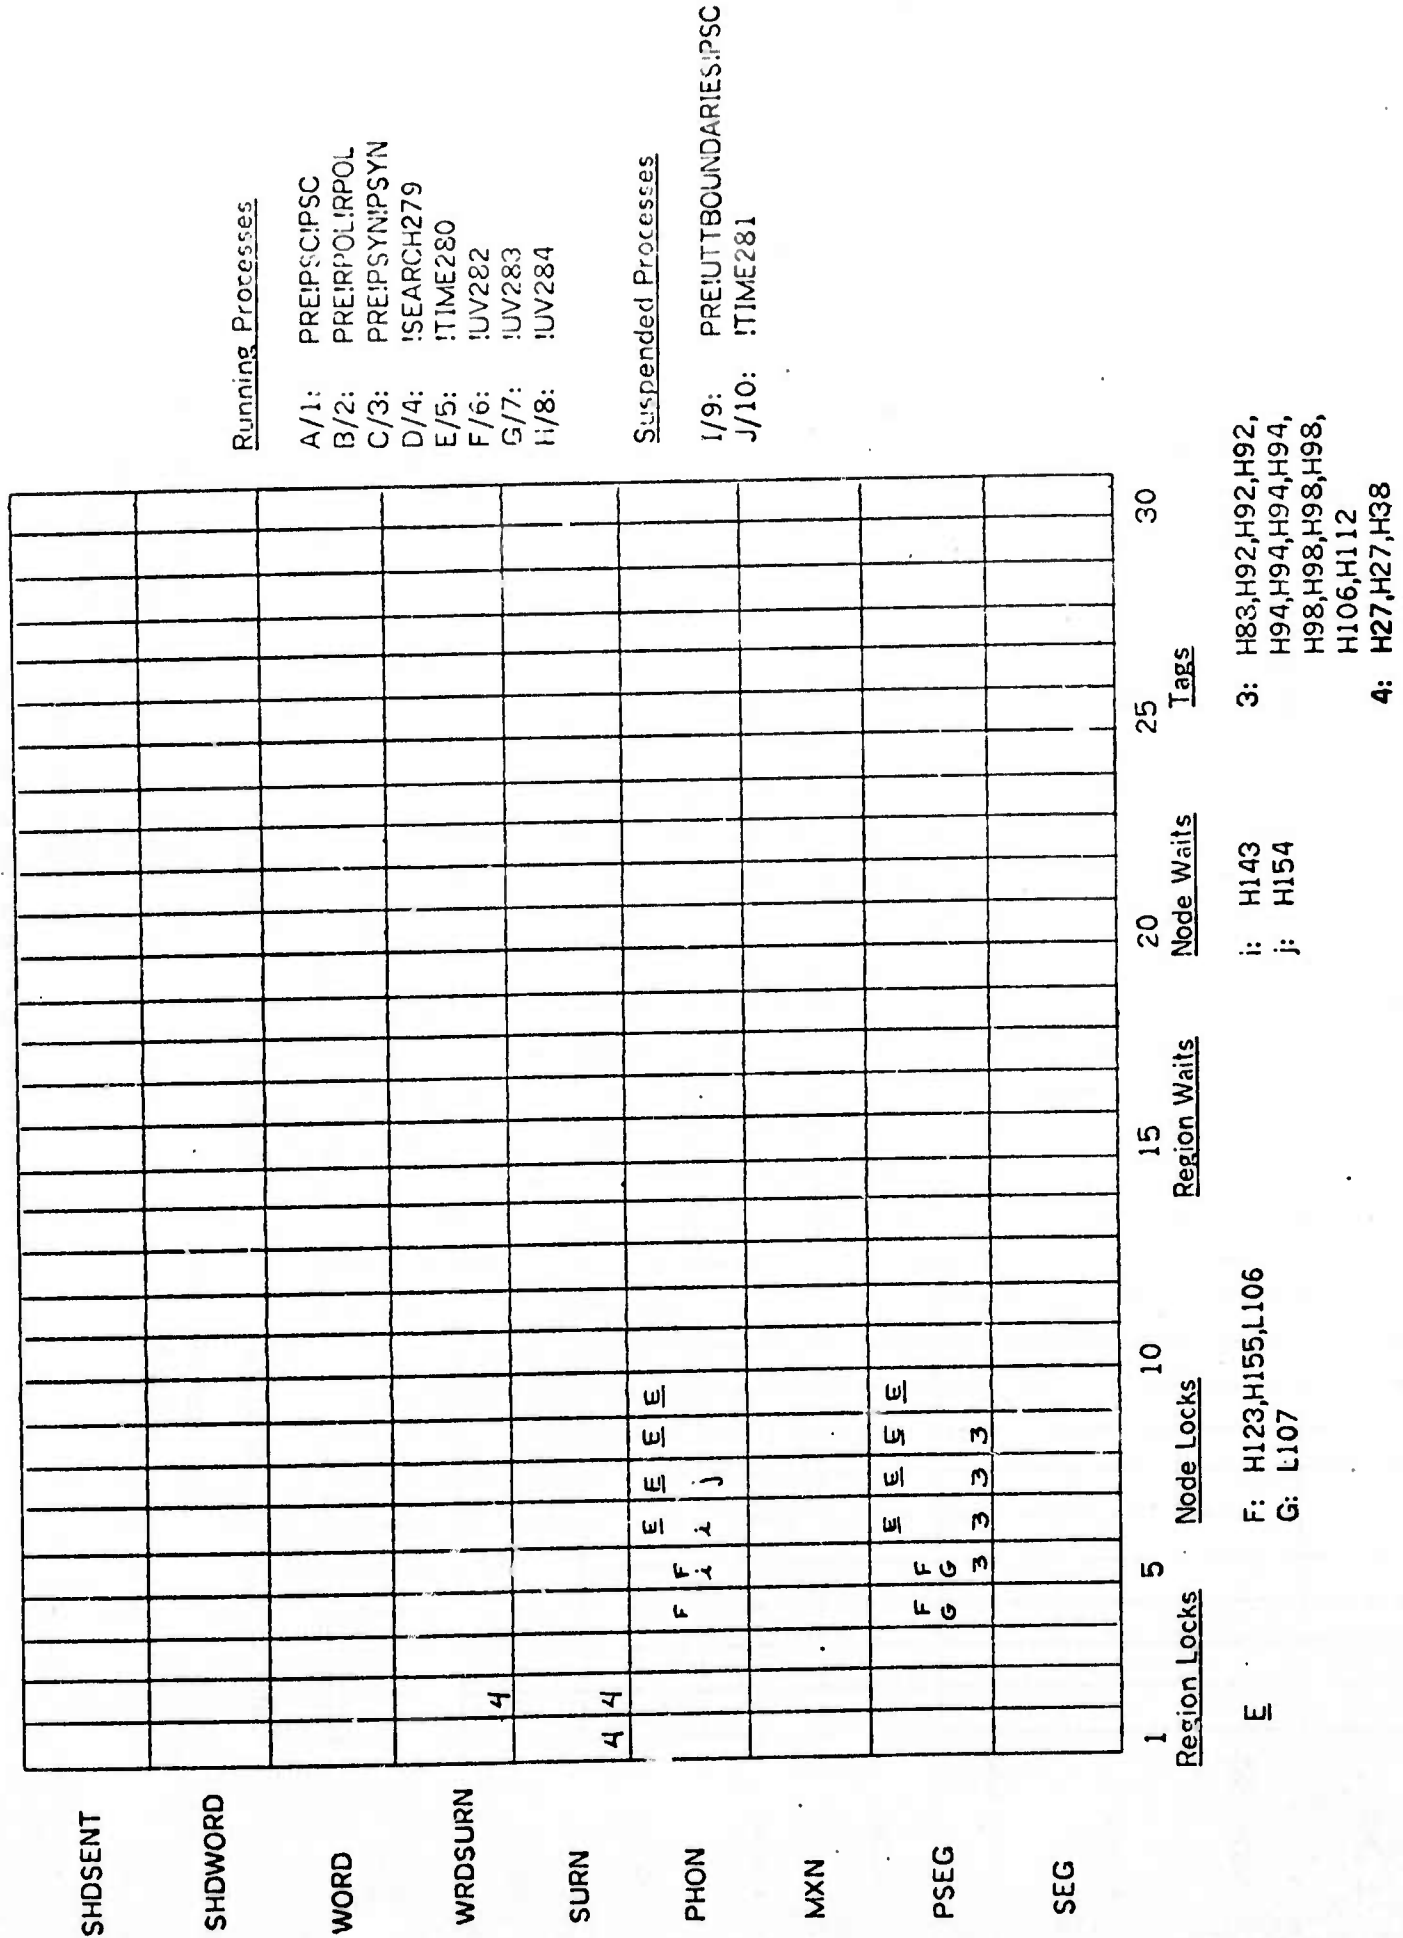 SHDSENT
SHDWORD
WORD
WRDSURN 4
SURN 4 4
PHON F F E E E E
i i j
MXN
PSEG F F E E E E
G G
3 3 3 3
SEG
1 5 10 15 20 25 30
Region Locks Node Locks Region Waits Node Waits Tags
E
F: H123,H155,L106
G: L107
i: H143
j: H154
3: H83,H92,H92,H92,
H94,H94,H94,H94,
H98,H98,H98,H98,
H106,H112
4: H27,H27,H38
Running Processes
A/1: PRE!PSC!PSC
B/2: PRE!RPOL!RPOL
C/3: PRE!PSYN!PSYN
D/4: !SEARCH279
E/5: !TIME280
F/6: !UV282
G/7: !UV283
H/8: !UV284
Suspended Processes
I/9: PRE!UTTBOUNDARIES!PSC
J/10: !TIME281